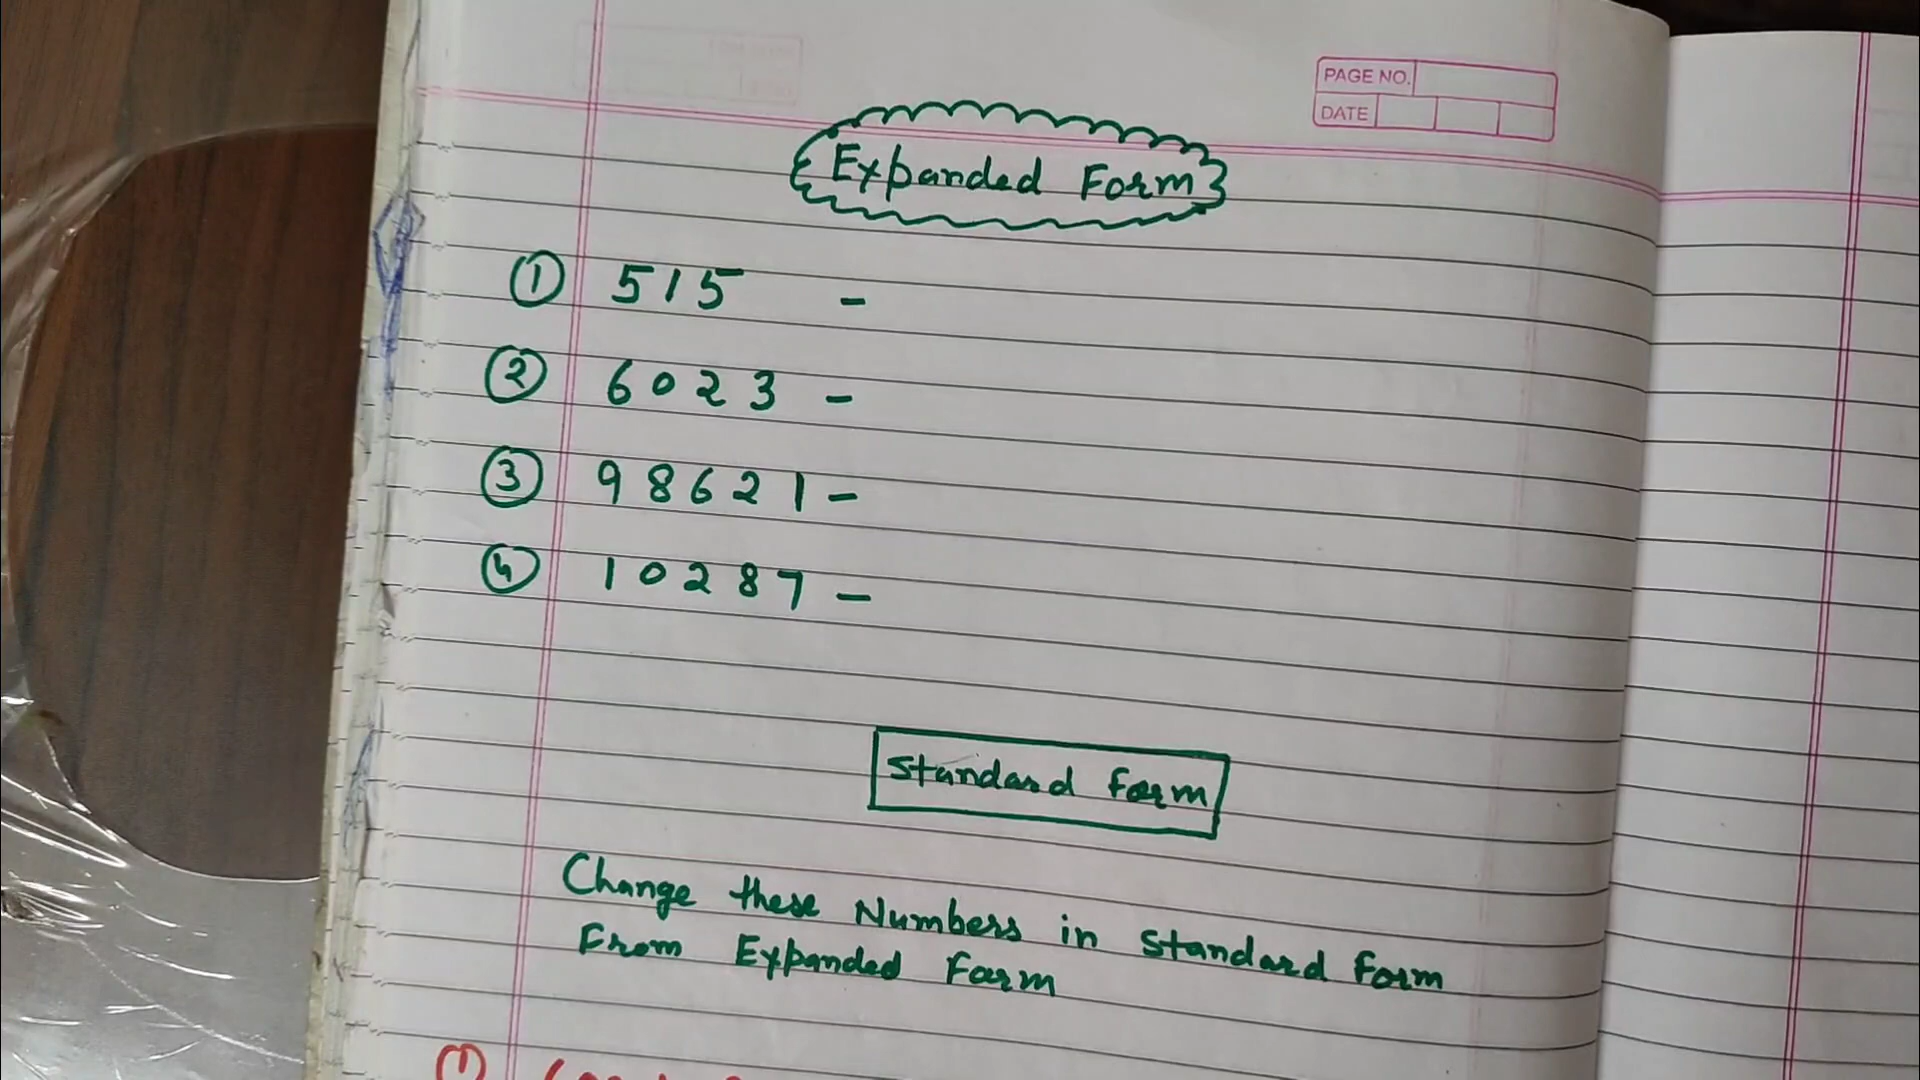 PAGE NO.
DATE
Expanded Form
① 515 -
② 6023 -
③ 98621 -
④ 10287 -
Standard Form
Change these Numbers in Standard Form
From Expanded Form
①